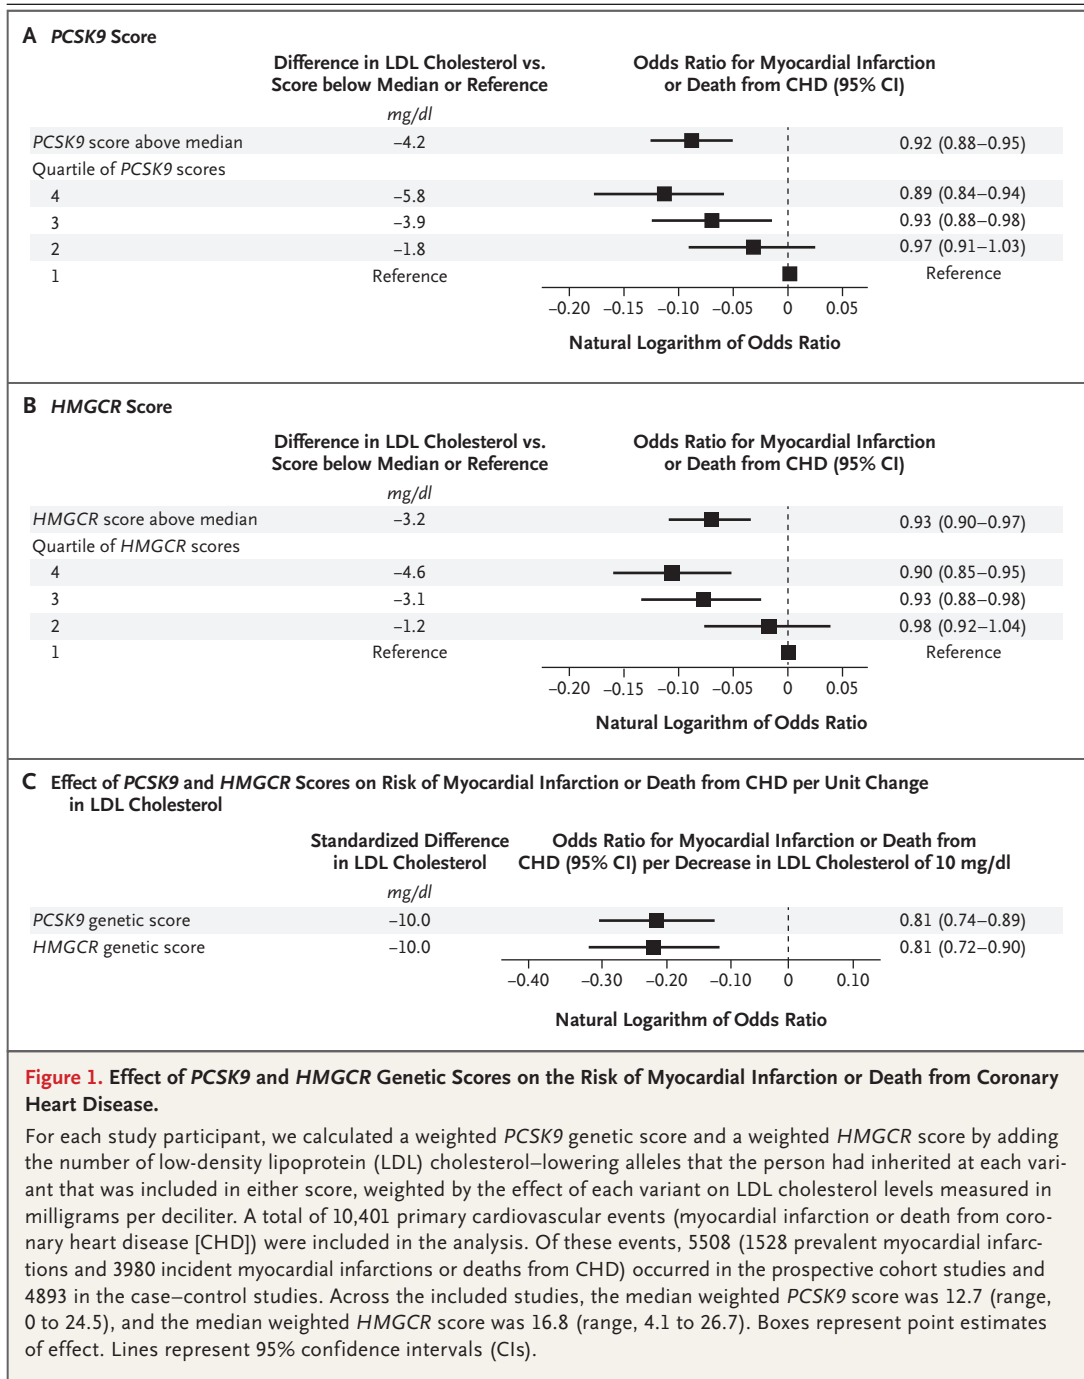 A PCSK9 Score
Difference in LDL Cholesterol vs.
Score below Median or Reference
Odds Ratio for Myocardial Infarction
or Death from CHD (95% CI)
mg/dl
PCSK9 score above median –4.2 0.92 (0.88–0.95)
Quartile of PCSK9 scores
4 –5.8 0.89 (0.84–0.94)
3 –3.9 0.93 (0.88–0.98)
2 –1.8 0.97 (0.91–1.03)
1 Reference Reference
–0.20 –0.15 –0.10 –0.05 0 0.05
Natural Logarithm of Odds Ratio
B HMGCR Score
Difference in LDL Cholesterol vs.
Score below Median or Reference
Odds Ratio for Myocardial Infarction
or Death from CHD (95% CI)
mg/dl
HMGCR score above median –3.2 0.93 (0.90–0.97)
Quartile of HMGCR scores
4 –4.6 0.90 (0.85–0.95)
3 –3.1 0.93 (0.88–0.98)
2 –1.2 0.98 (0.92–1.04)
1 Reference Reference
–0.20 –0.15 –0.10 –0.05 0 0.05
Natural Logarithm of Odds Ratio
C Effect of PCSK9 and HMGCR Scores on Risk of Myocardial Infarction or Death from CHD per Unit Change
in LDL Cholesterol
Standardized Difference
in LDL Cholesterol
Odds Ratio for Myocardial Infarction or Death from
CHD (95% CI) per Decrease in LDL Cholesterol of 10 mg/dl
mg/dl
PCSK9 genetic score –10.0 0.81 (0.74–0.89)
HMGCR genetic score –10.0 0.81 (0.72–0.90)
–0.40 –0.30 –0.20 –0.10 0 0.10
Natural Logarithm of Odds Ratio
Figure 1. Effect of PCSK9 and HMGCR Genetic Scores on the Risk of Myocardial Infarction or Death from Coronary
Heart Disease.
For each study participant, we calculated a weighted PCSK9 genetic score and a weighted HMGCR score by adding
the number of low-density lipoprotein (LDL) cholesterol–lowering alleles that the person had inherited at each vari-
ant that was included in either score, weighted by the effect of each variant on LDL cholesterol levels measured in
milligrams per deciliter. A total of 10,401 primary cardiovascular events (myocardial infarction or death from coro-
nary heart disease [CHD]) were included in the analysis. Of these events, 5508 (1528 prevalent myocardial infarc-
tions and 3980 incident myocardial infarctions or deaths from CHD) occurred in the prospective cohort studies and
4893 in the case–control studies. Across the included studies, the median weighted PCSK9 score was 12.7 (range,
0 to 24.5), and the median weighted HMGCR score was 16.8 (range, 4.1 to 26.7). Boxes represent point estimates
of effect. Lines represent 95% confidence intervals (CIs).